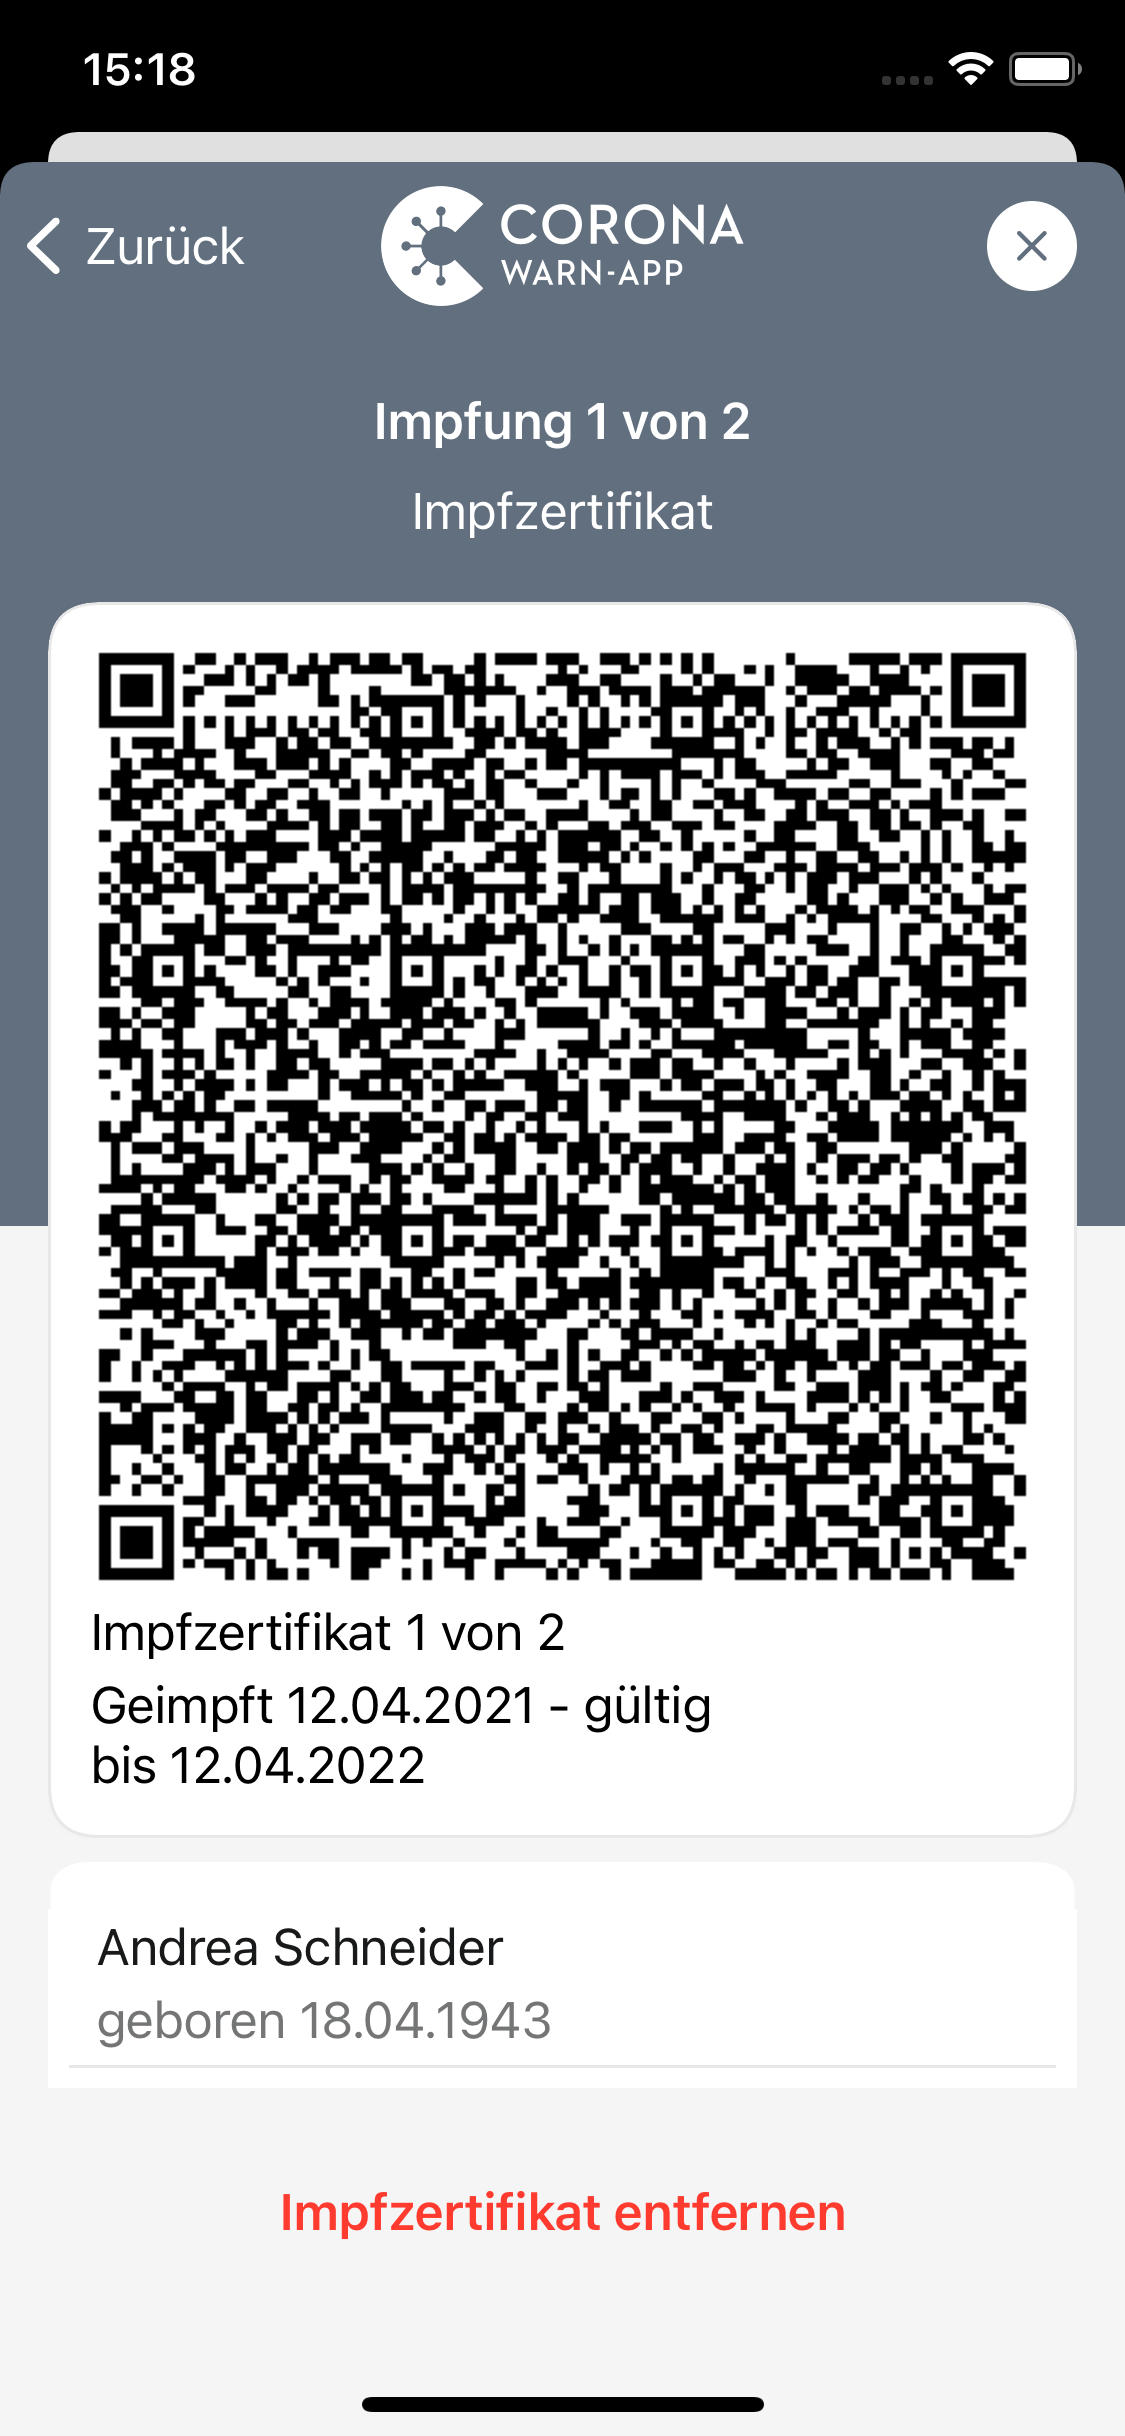 15:18
Zurück
CORONA
WARN-APP
Impfung 1 von 2
Impfzertifikat
Impfzertifikat 1 von 2
Geimpft 12.04.2021 - gültig
bis 12.04.2022
Andrea Schneider
geboren 18.04.1943
Impfzertifikat entfernen